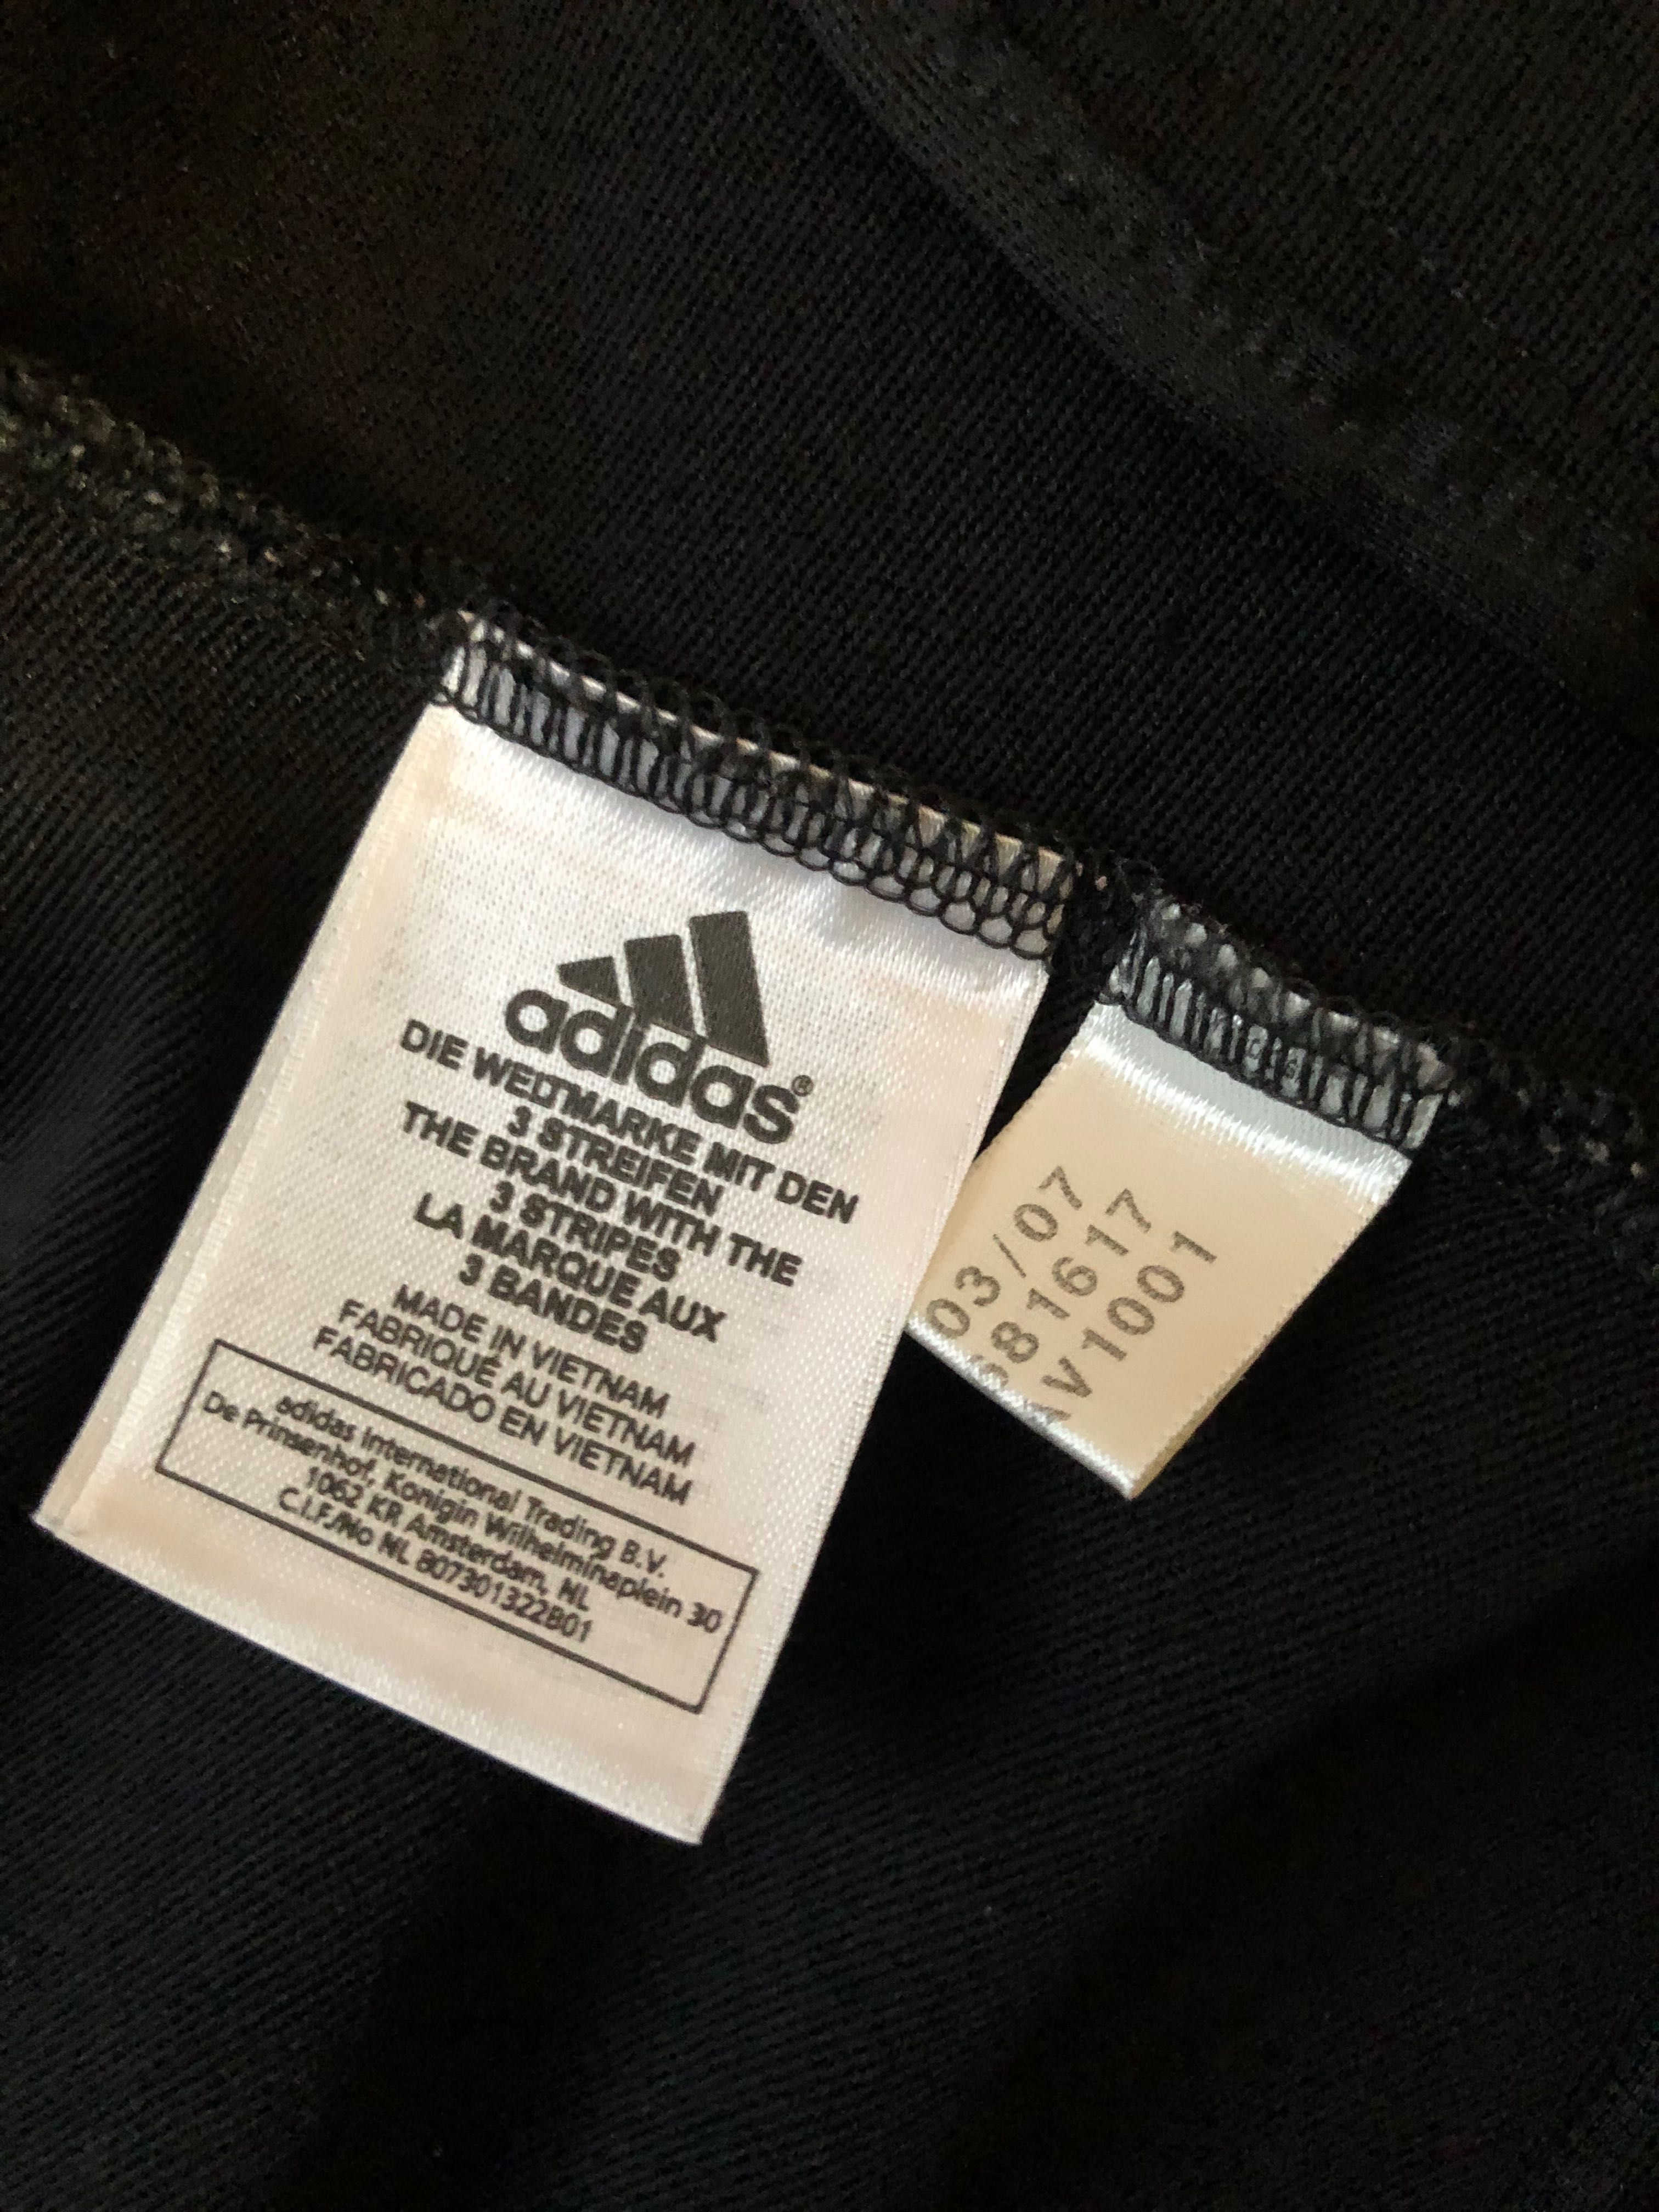 adidas®
DIE WELTMARKE MIT DEN
3 STREIFEN
THE BRAND WITH THE
3 STRIPES
LA MARQUE AUX
3 BANDES
MADE IN VIETNAM
FABRIQUÉ AU VIETNAM
FABRICADO EN VIETNAM
adidas International Trading B.V.
De Prinsenhof, Konigin Wilhelminaplein 30
1062 KR Amsterdam, NL
C.I.F./No NL 807301322B01
03/07
681617
AV1001